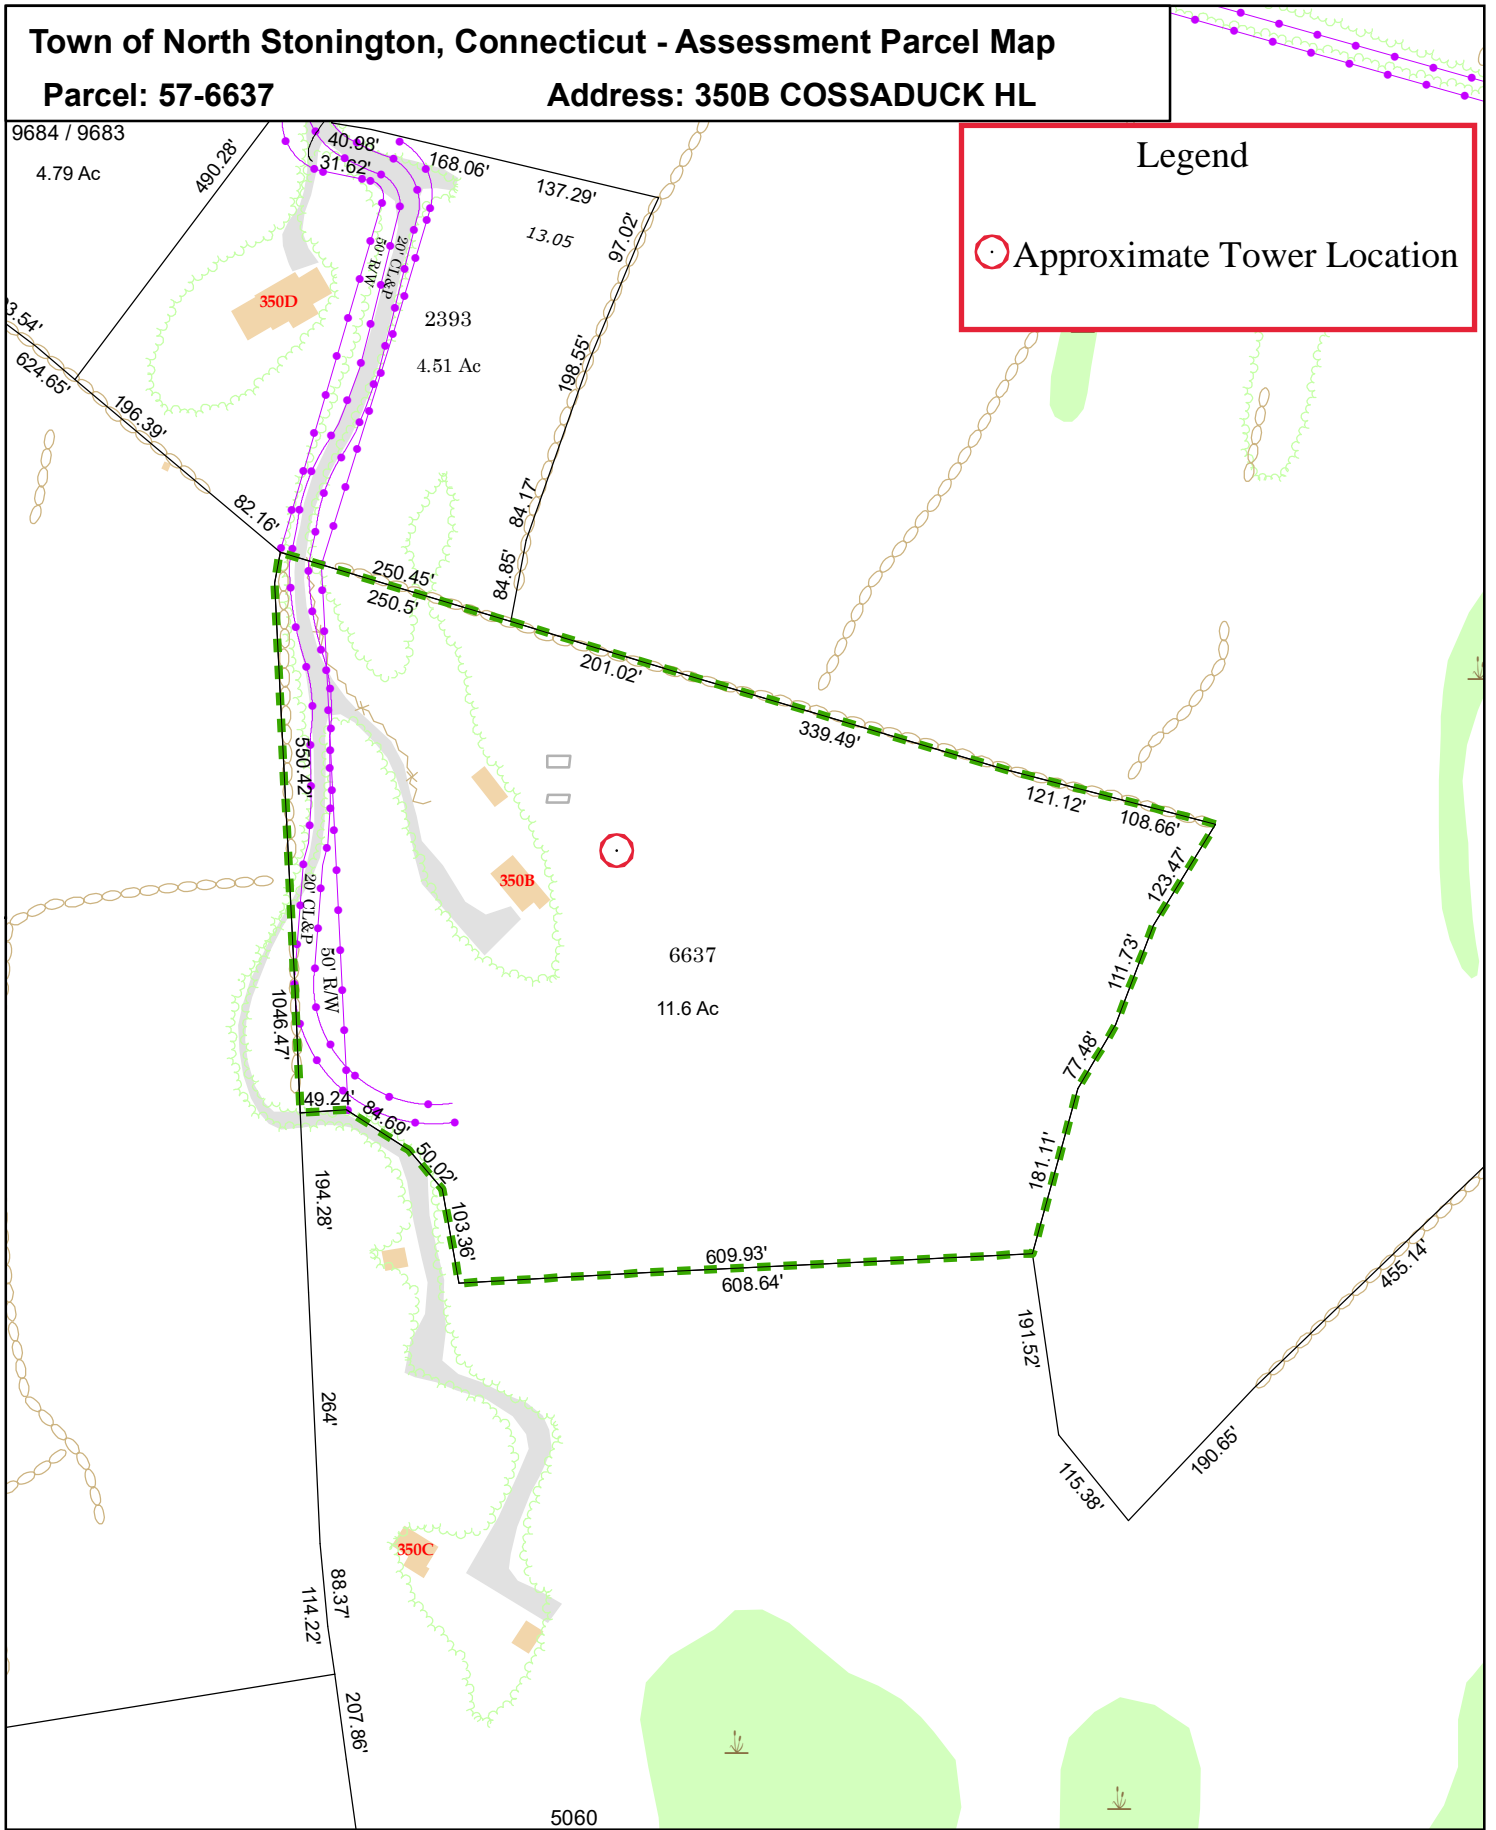 Town of North Stonington, Connecticut - Assessment Parcel Map
Parcel: 57-6637
Address: 350B COSSADUCK HL
9684 / 9683
4.79 Ac
490.28'
40.98'
31.62'
168.06'
137.29'
13.05
97.02'
Legend
Approximate Tower Location
20' CL&P
50' R/W
350D
2393
4.51 Ac
3.54'
624.65'
196.39'
198.55'
82.16'
84.17'
84.85'
250.45'
250.5'
201.02'
339.49'
121.12'
108.66'
550.42'
123.47'
350B
20' CL&P
50' R/W
6637
11.6 Ac
111.73'
1046.47'
77.48'
49.24'
84.69'
50.02'
181.11'
194.28'
103.36'
609.93'
608.64'
455.14'
191.52'
264'
190.65'
115.38'
350C
88.37'
114.22'
207.86'
5060